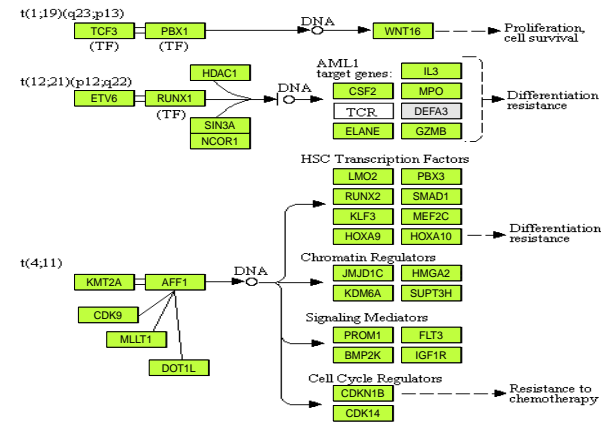 t(1;19)(q23;p13)
TCF3 PBX1 DNA WNT16 Proliferation,
(TF) (TF) cell survival
t(12;21)(p12;q22)
HDAC1 DNA AML1
target genes: IL3
ETV6 RUNX1 CSF2 MPO Differentiation
(TF) TCR DEFA3 resistance
SIN3A ELANE GZMB
NCOR1
HSC Transcription Factors
LMO2 PBX3
RUNX2 SMAD1
KLF3 MEF2C
HOXA9 HOXA10 Differentiation
resistance
t(4;11)
Chromatin Regulators
KMT2A AFF1 DNA JMJD1C HMGA2
KDM6A SUPT3H
CDK9
Signaling Mediators
MLLT1 PROM1 FLT3
DOT1L BMP2K IGF1R
Cell Cycle Regulators
CDKN1B Resistance to
chemotherapy
CDK14